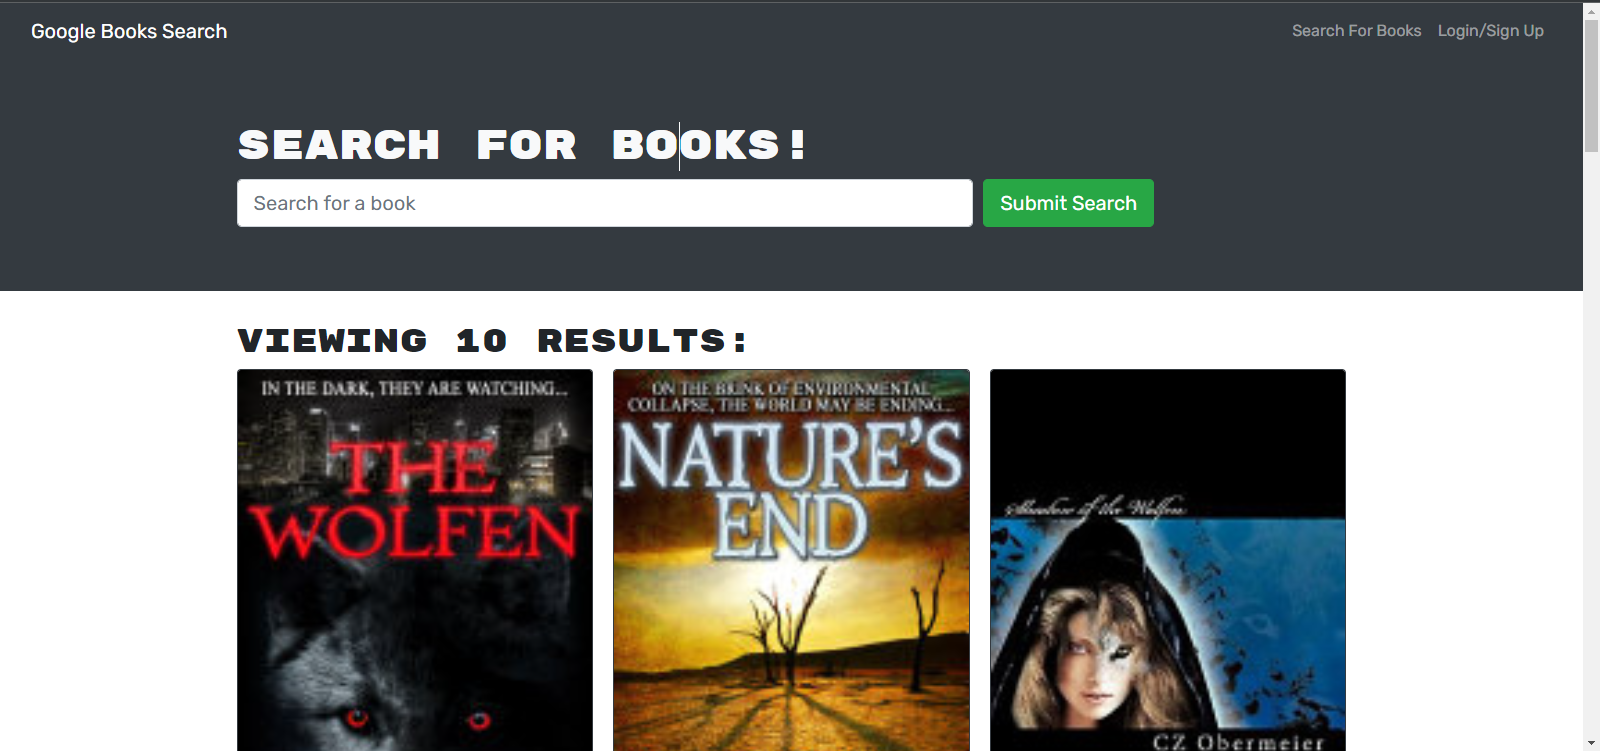 Google Books Search
Search For Books
Login/Sign Up
SEARCH FOR BOOKS!
Search for a book
Submit Search
VIEWING 10 RESULTS:
IN THE DARK, THEY ARE WATCHING...
THE
WOLFEN
ON THE BRINK OF ENVIRONMENTAL
COLLAPSE, THE WORLD MAY BE ENDING...
NATURE'S
END
Shadow of the Wolfen
CZ Obermeier